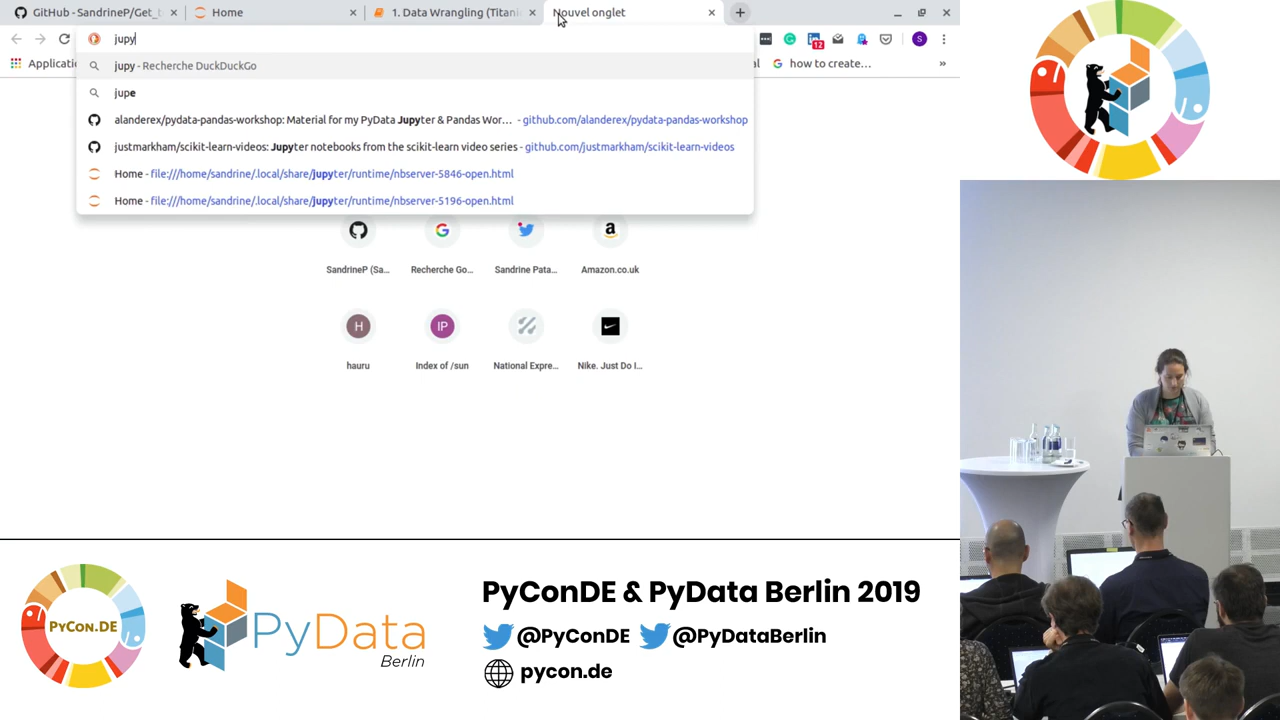 GitHub - SandrineP/Get_t
Home
1. Data Wrangling (Titani
Nouvel onglet
jupy
12
S
Applicati
al
how to create…
»
jupy - Recherche DuckDuckGo
jupe
alanderex/pydata-pandas-workshop: Material for my PyData Jupyter & Pandas Wor... - github.com/alanderex/pydata-pandas-workshop
justmarkham/scikit-learn-videos: Jupyter notebooks from the scikit-learn video series - github.com/justmarkham/scikit-learn-videos
Home - file:///home/sandrine/.local/share/jupyter/runtime/nbserver-5846-open.html
Home - file:///home/sandrine/.local/share/jupyter/runtime/nbserver-5196-open.html
SandrineP (Sa...
Recherche Go...
Sandrine Pata...
Amazon.co.uk
H
IP
hauru
Index of /sun
National Expre...
Nike. Just Do I...
PyCon.DE
PyData
Berlin
PyConDE & PyData Berlin 2019
@PyConDE @PyDataBerlin
pycon.de